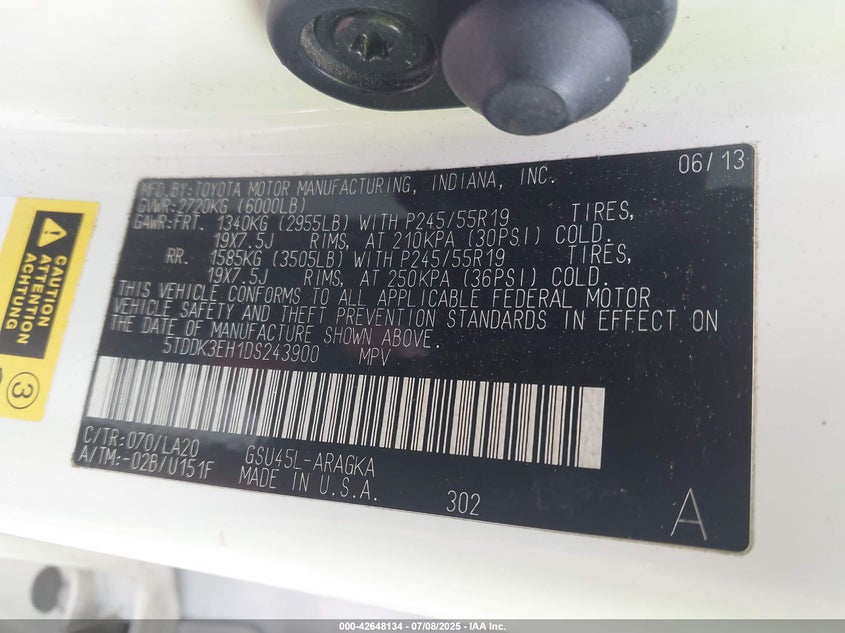 06/13
MFD.BY:TOYOTA MOTOR MANUFACTURING, INDIANA, INC.
GVWR:2720KG (6000LB)
GAWR:FRT. 1340KG (2955LB) WITH P245/55R19 TIRES,
19X7.5J RIMS, AT 210KPA (30PSI) COLD.
RR. 1585KG (3505LB) WITH P245/55R19 TIRES,
19X7.5J RIMS, AT 250KPA (36PSI) COLD.
THIS VEHICLE CONFORMS TO ALL APPLICABLE FEDERAL MOTOR
VEHICLE SAFETY AND THEFT PREVENTION STANDARDS IN EFFECT ON
THE DATE OF MANUFACTURE SHOWN ABOVE.
5TDDK3EH1DS243900 MPV
C/TR:070/LA20 GSU45L-ARAGKA
A/TM:-02B/U151F MADE IN U.S.A.
302
A
CAUTION
ATTENTION
ACHTUNG
3
000-42648134 - 07/08/2025 - IAA Inc.